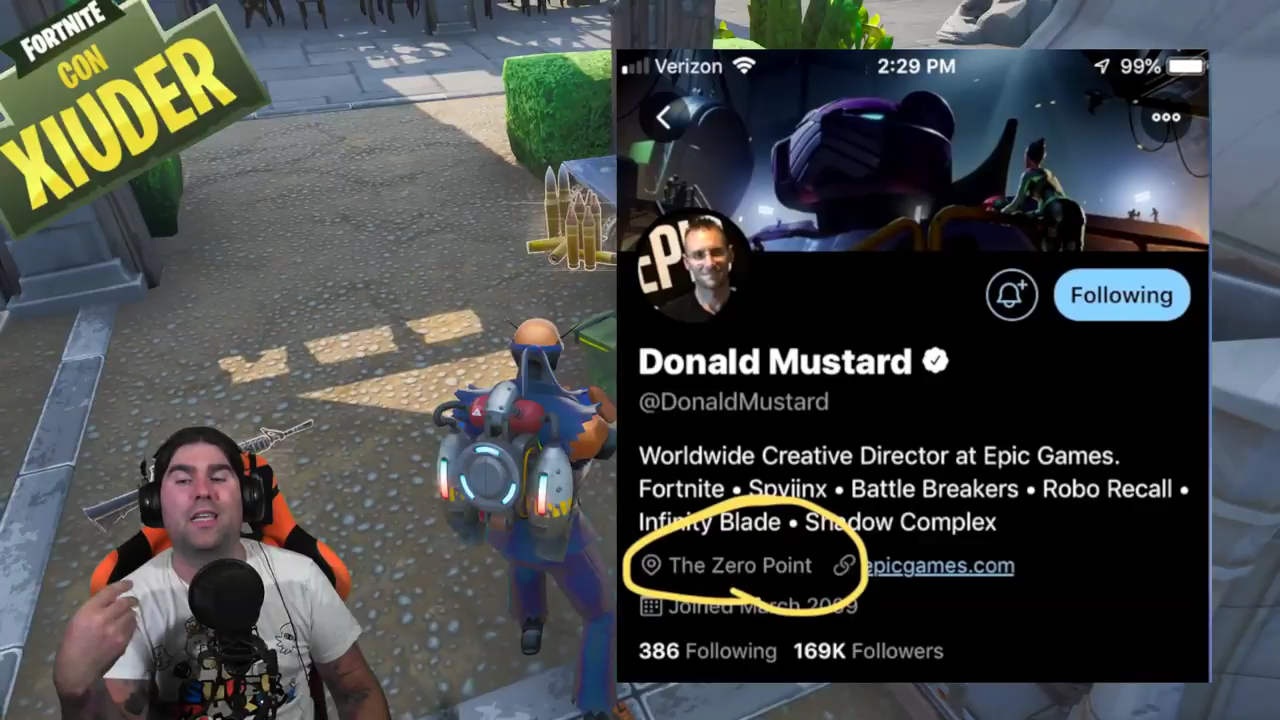 FORTNITE
CON
XIUDER
Verizon
2:29 PM
99%
EPIC
Following
Donald Mustard
@DonaldMustard
Worldwide Creative Director at Epic Games.
Fortnite • Spyjinx • Battle Breakers • Robo Recall •
Infinity Blade • Shadow Complex
The Zero Point epicgames.com
Joined March 2009
386 Following 169K Followers